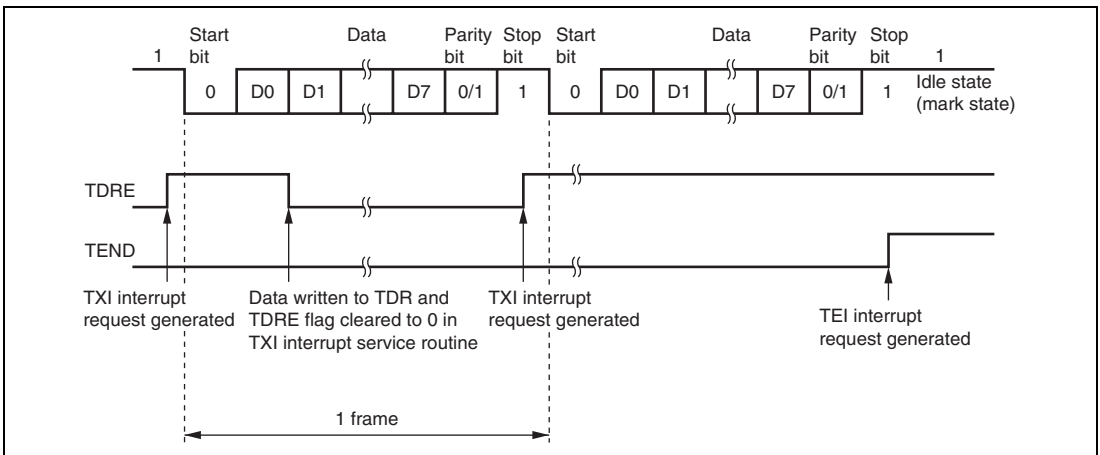 Start bit Data Parity bit Stop bit Start bit Data Parity bit Stop bit
1 1
0 D0 D1 D7 0/1 1 0 D0 D1 D7 0/1 1 Idle state (mark state)
TDRE
TEND
TXI interrupt
request generated
Data written to TDR and
TDRE flag cleared to 0 in
TXI interrupt service routine
TXI interrupt
request generated
TEI interrupt
request generated
1 frame